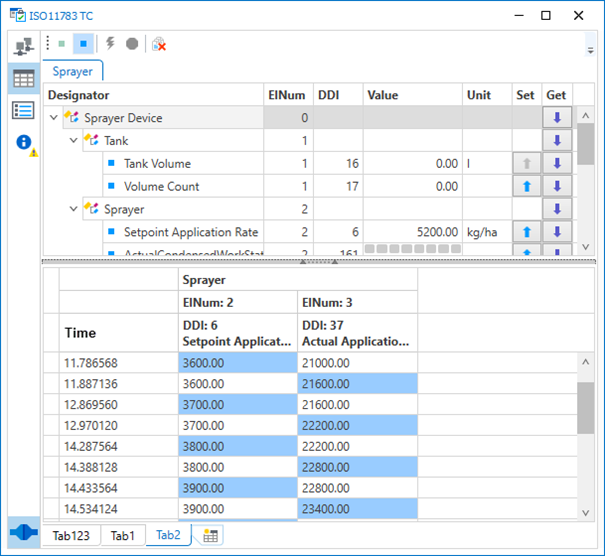 ISO11783 TC
Sprayer
Designator EINum DDI Value Unit Set Get
Sprayer Device 0
Tank 1
Tank Volume 1 16 0.00 l
Volume Count 1 17 0.00
Sprayer 2
Setpoint Application Rate 2 6 5200.00 kg/ha
ActualCondensedWorkStat 2 161
Sprayer
EINum: 2 EINum: 3
Time DDI: 6 DDI: 37
Setpoint Applicat... Actual Applicatio...
11.786568 3600.00 21000.00
11.887136 3600.00 21600.00
12.869560 3700.00 21600.00
12.970120 3700.00 22200.00
14.287564 3800.00 22200.00
14.388128 3800.00 22800.00
14.433564 3900.00 22800.00
14.534124 3900.00 23400.00
Tab123 Tab1 Tab2